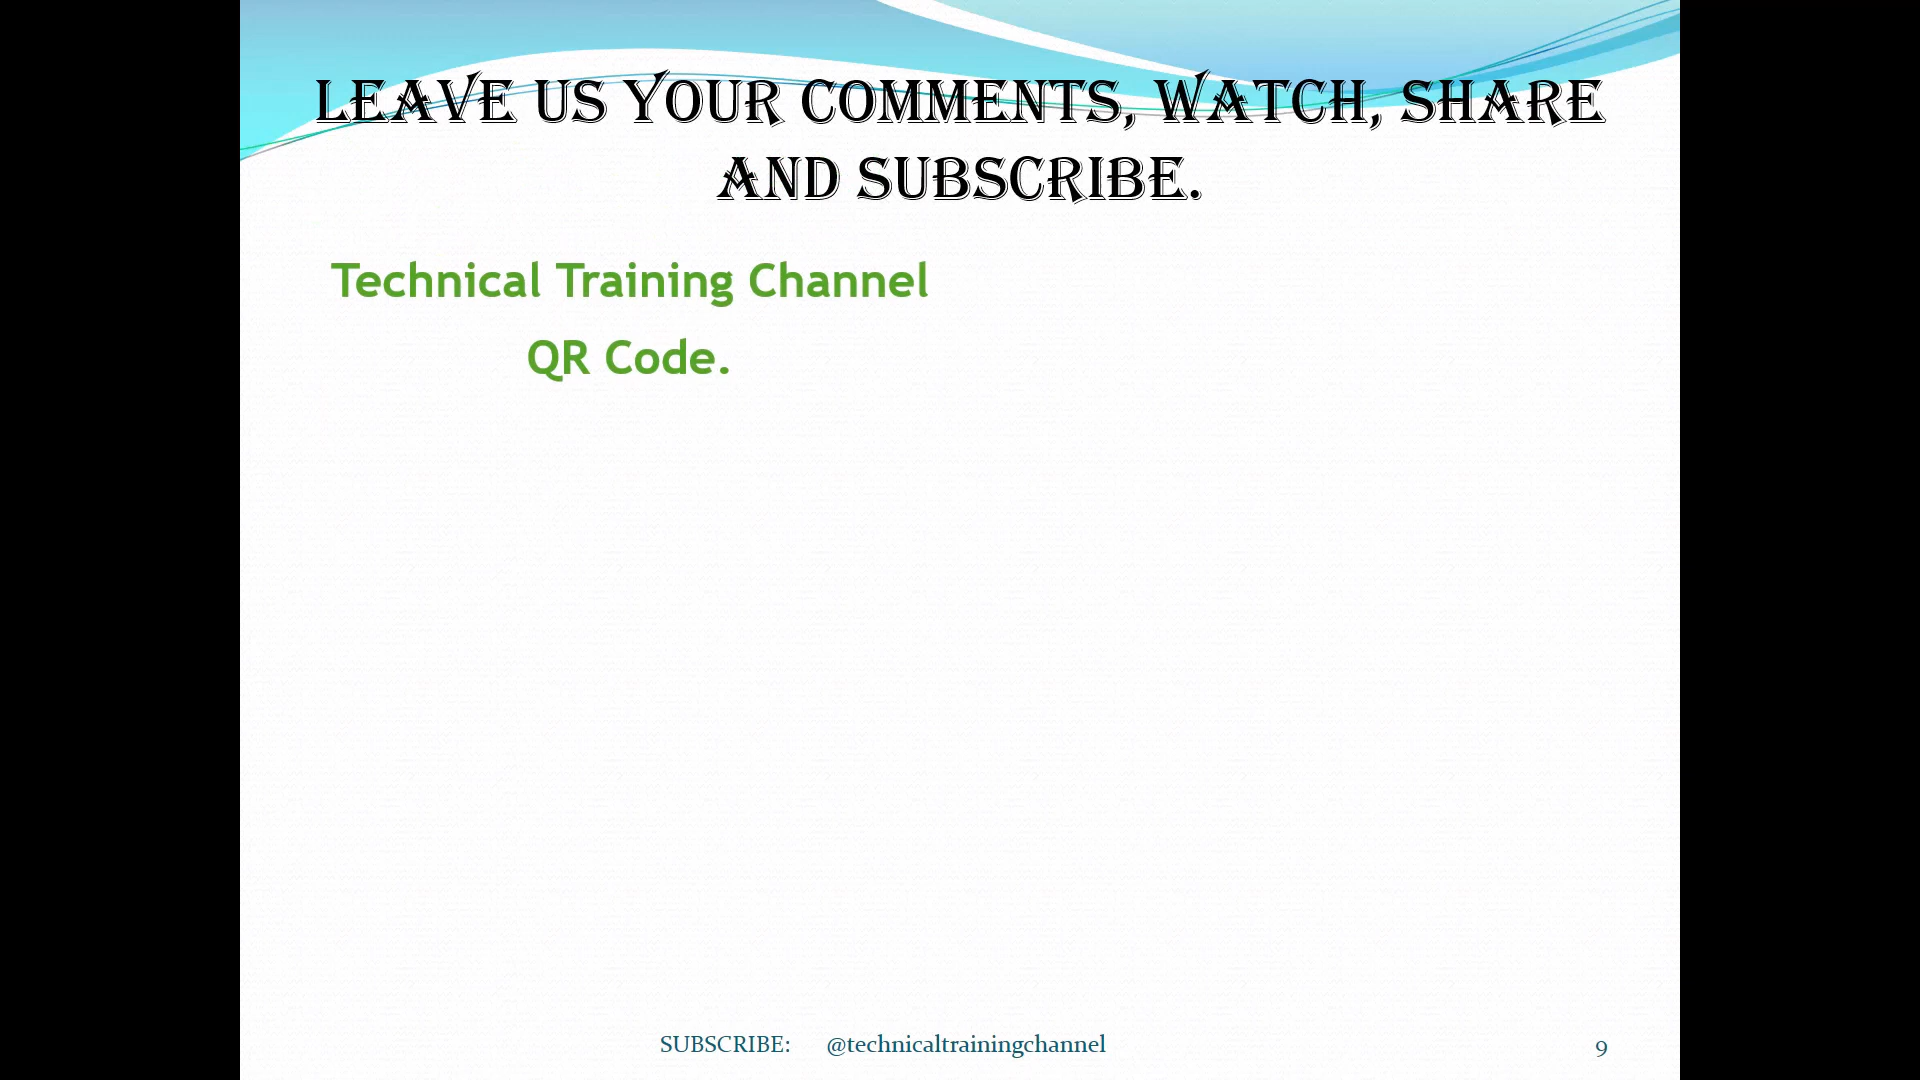 LEAVE US YOUR COMMENTS, WATCH, SHARE
AND SUBSCRIBE.
Technical Training Channel
QR Code.
SUBSCRIBE: @technicaltrainingchannel
9